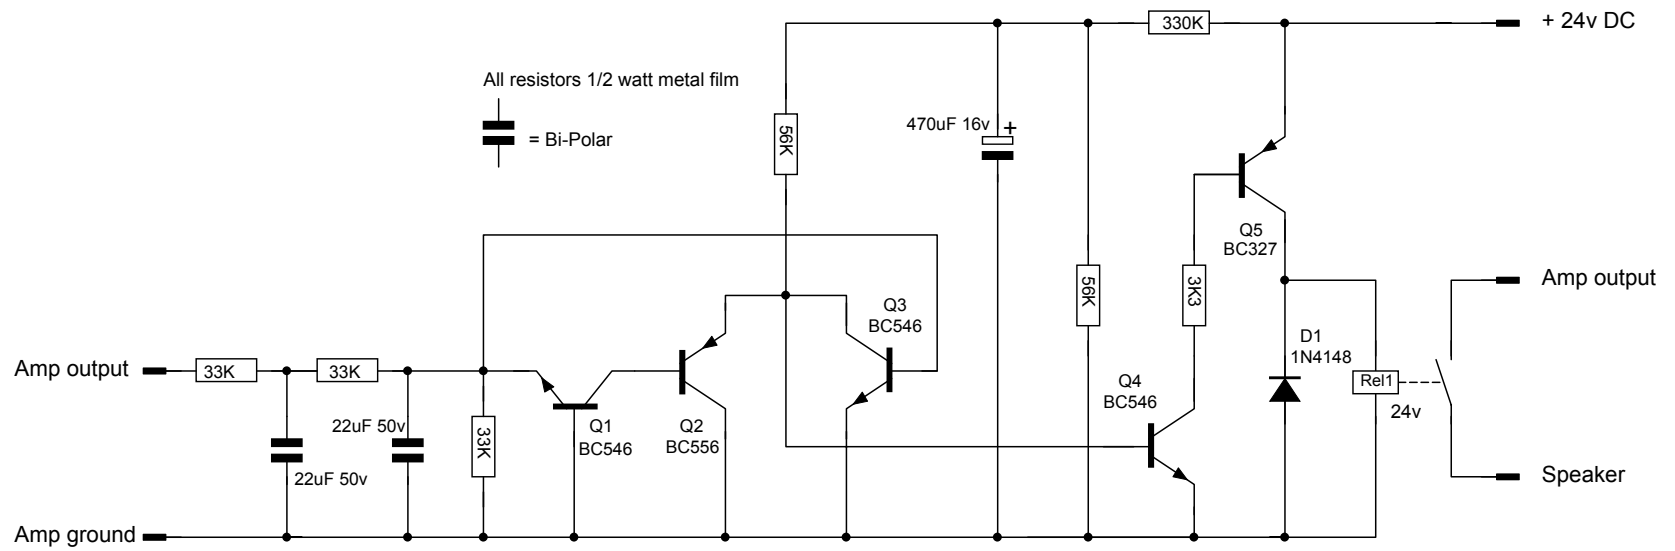 330K
+ 24v DC
All resistors 1/2 watt metal film
= Bi-Polar
56K
470uF 16v
+
Q5
BC327
56K
3K3
Amp output
Q3
BC546
D1
1N4148
Amp output
33K
33K
Q4
BC546
Rel1
24v
22uF 50v
33K
Q1
BC546
Q2
BC556
22uF 50v
Speaker
Amp ground